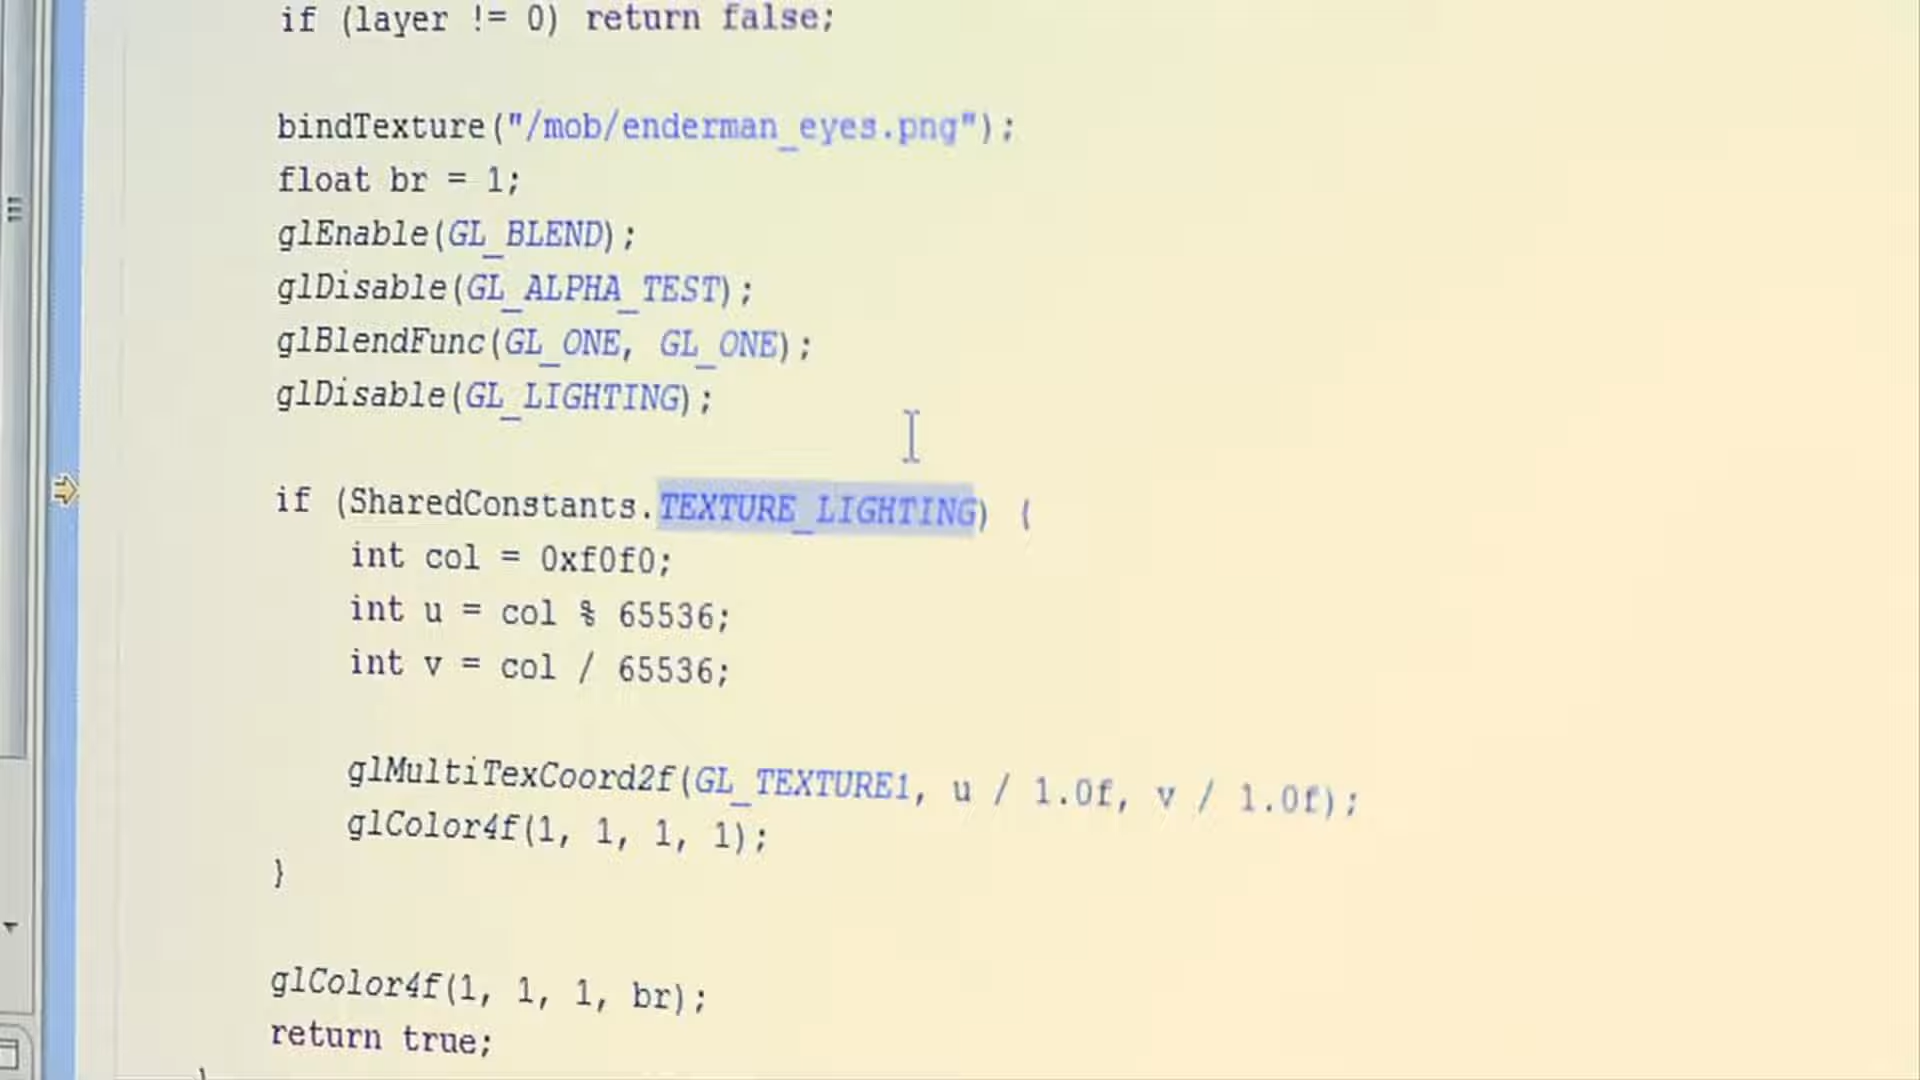 if (layer != 0) return false;
bindTexture("/mob/enderman_eyes.png");
float br = 1;
glEnable(GL_BLEND);
glDisable(GL_ALPHA_TEST);
glBlendFunc(GL_ONE, GL_ONE);
glDisable(GL_LIGHTING);
if (SharedConstants.TEXTURE_LIGHTING) {
int col = 0xf0f0;
int u = col % 65536;
int v = col / 65536;
glMultiTexCoord2f(GL_TEXTURE1, u / 1.0f, v / 1.0f);
glColor4f(1, 1, 1, 1);
}
glColor4f(1, 1, 1, br);
return true;